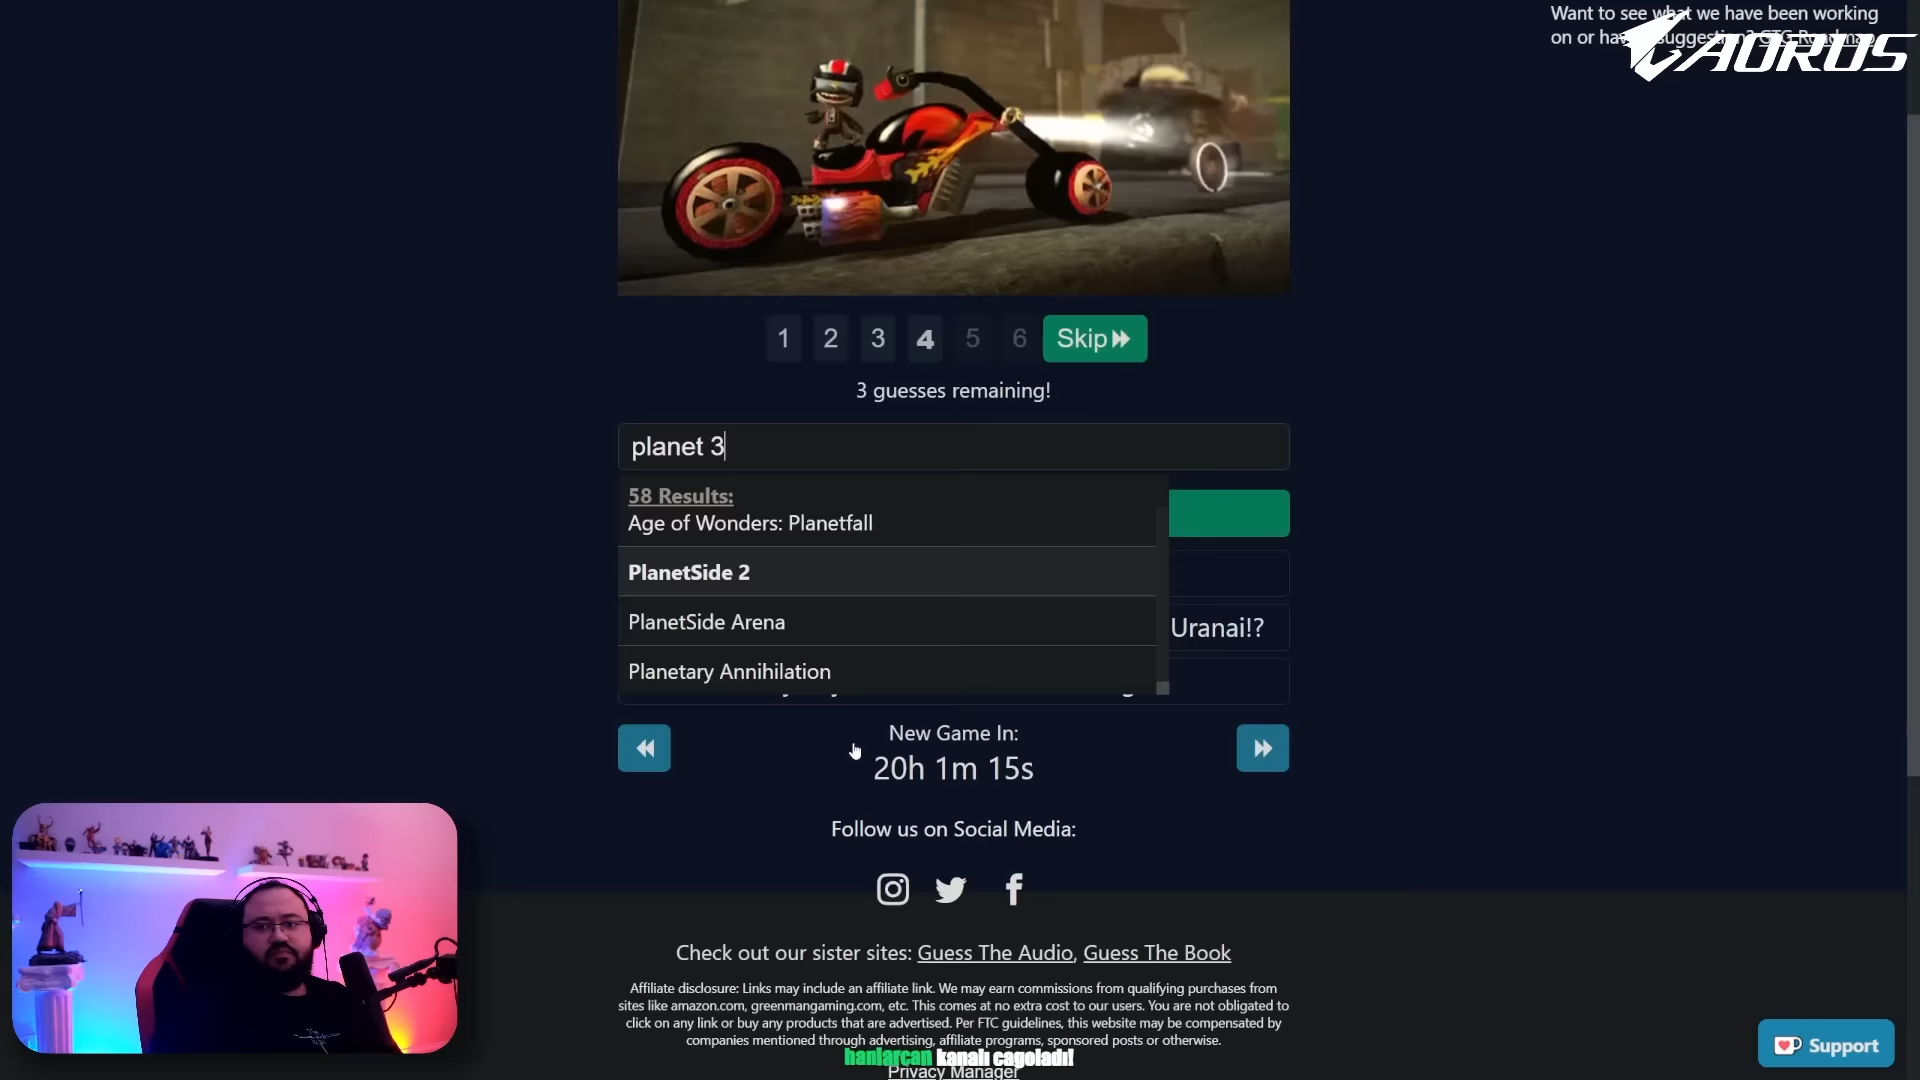 Want to see what we have been working
on or have a suggestion? GTG Roadmap
AORUS
1 2 3 4 5 6 Skip
3 guesses remaining!
planet 3
58 Results:
Age of Wonders: Planetfall
PlanetSide 2
PlanetSide Arena
Uranai!?
Planetary Annihilation
New Game In:
20h 1m 15s
Follow us on Social Media:
Check out our sister sites: Guess The Audio, Guess The Book
Affiliate disclosure: Links may include an affiliate link. We may earn commissions from qualifying purchases from
sites like amazon.com, greenmangaming.com, etc. This comes at no extra cost to our users. You are not obligated to
click on any link or buy any products that are advertised. Per FTC guidelines, this website may be compensated by
companies mentioned through advertising, affiliate programs, sponsored posts or otherwise.
hanlarcan kanalı cagoladı!
Privacy Manager
Support